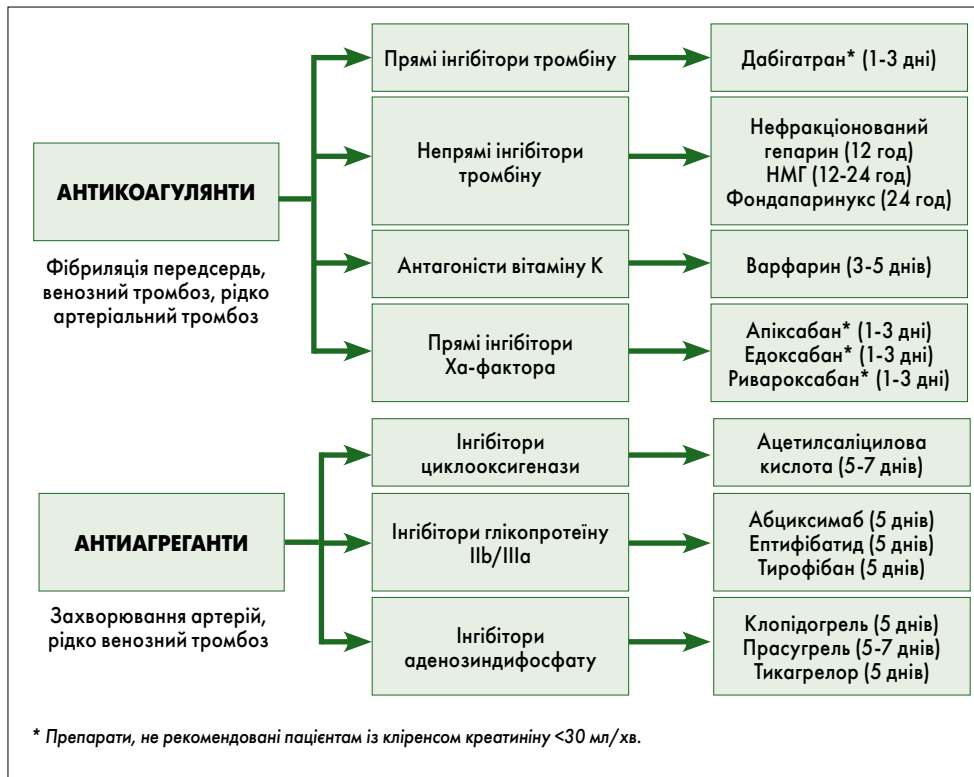 АНТИКОАГУЛЯНТИ
Фібриляція передсердь,
венозний тромбоз, рідко
артеріальний тромбоз
Прямі інгібітори тромбіну
Дабігатран* (1-3 дні)
Непрямі інгібітори
тромбіну
Нефракціонований
гепарин (12 год)
НМГ (12-24 год)
Фондапаринукс (24 год)
Антагоністи вітаміну K
Варфарин (3-5 днів)
Прямі інгібітори
Xa-фактора
Апіксабан* (1-3 дні)
Едоксабан* (1-3 дні)
Ривароксабан* (1-3 дні)
АНТИАГРЕГАНТИ
Захворювання артерій,
рідко венозний тромбоз
Інгібітори
циклооксигенази
Ацетилсаліцилова
кислота (5-7 днів)
Інгібітори глікопротеїну
IIb/IIIa
Абциксимаб (5 днів)
Ептифібатид (5 днів)
Тирофібан (5 днів)
Інгібітори
аденозиндифосфату
Клопідогрель (5 днів)
Прасугрель (5-7 днів)
Тикагрелор (5 днів)
* Препарати, не рекомендовані пацієнтам із кліренсом креатиніну <30 мл/хв.